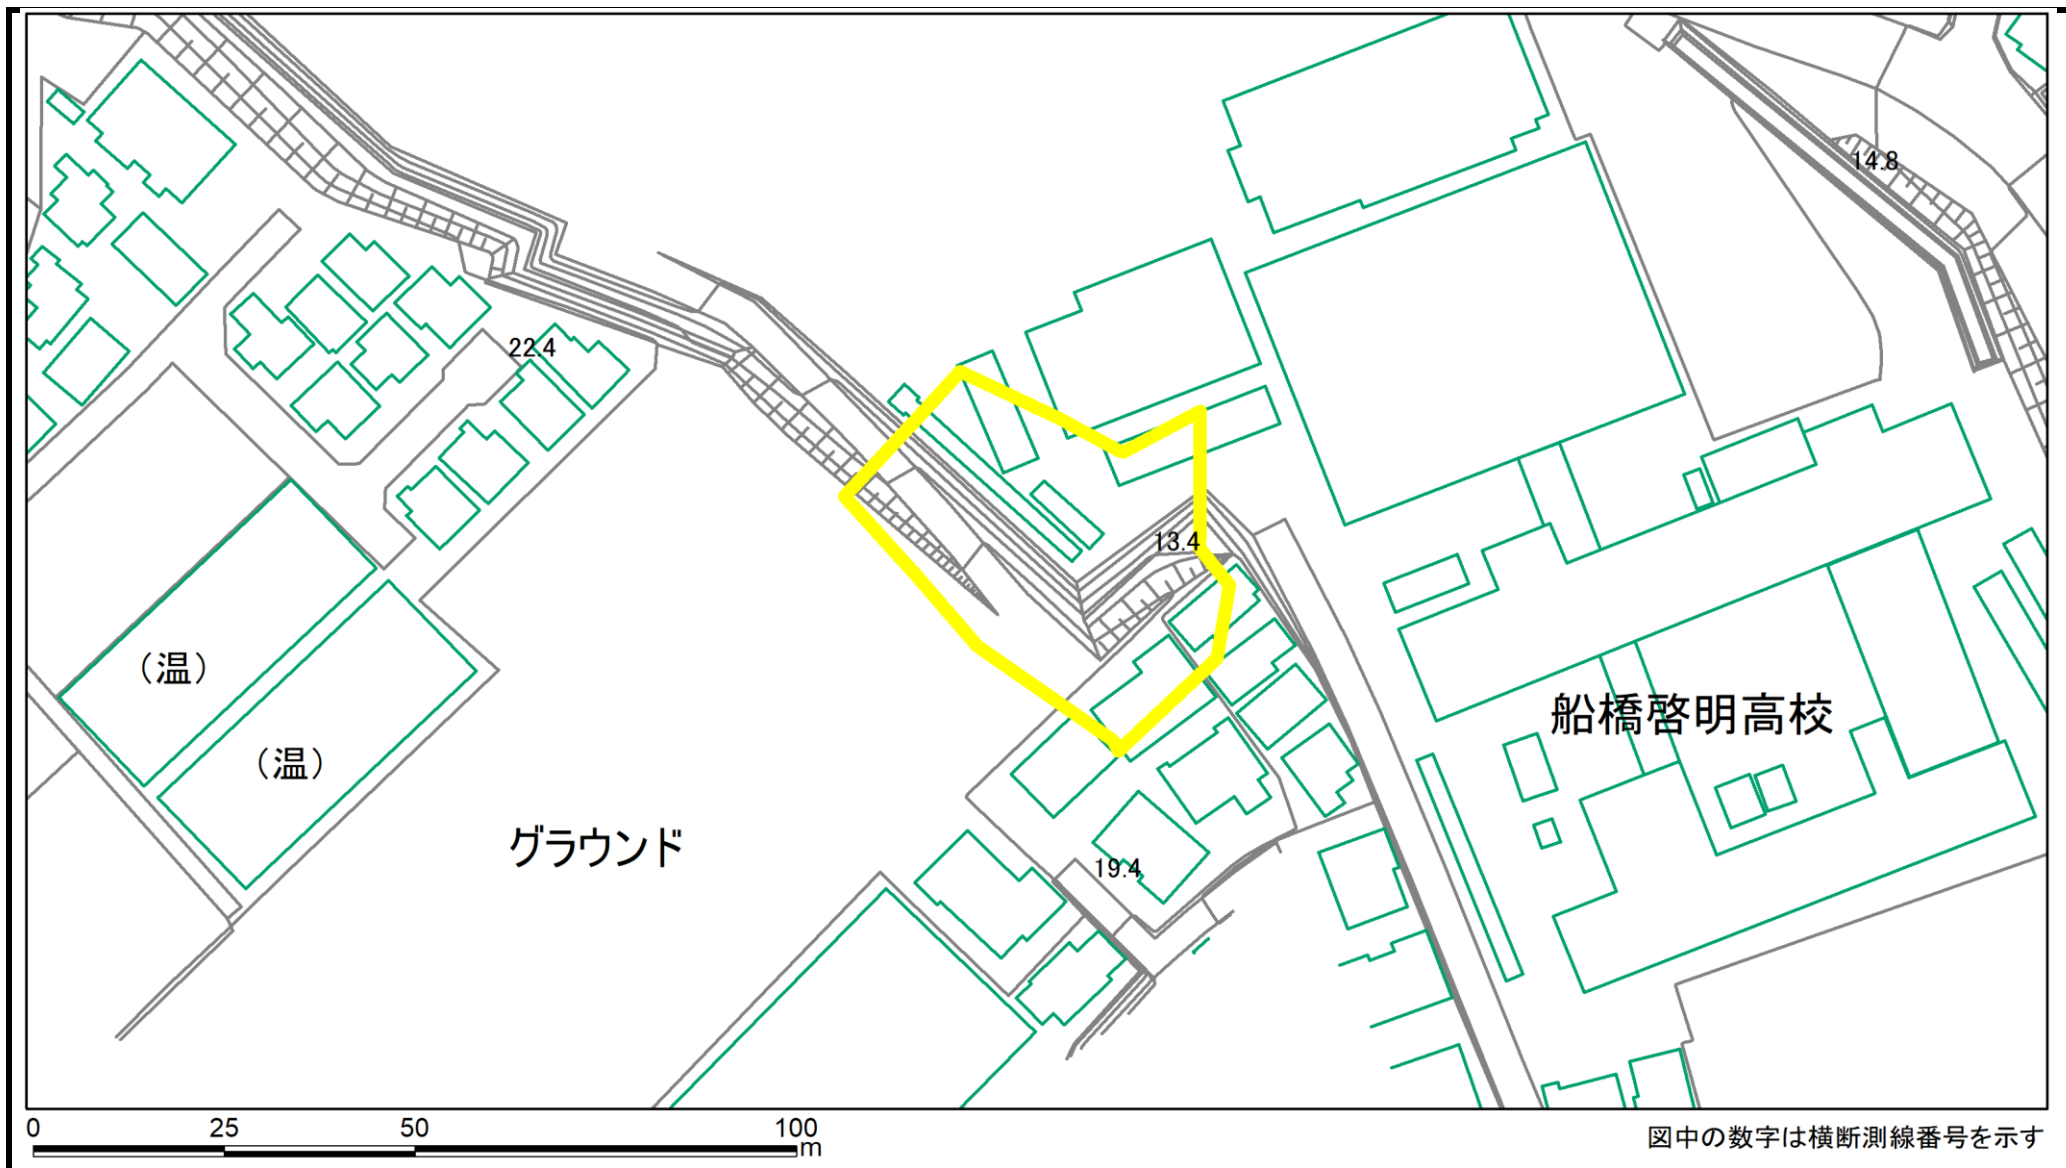 14.8
22.4
13.4
(温)
船橋啓明高校
(温)
グラウンド
19.4
0 25 50 100
m
図中の数字は横断測線番号を示す